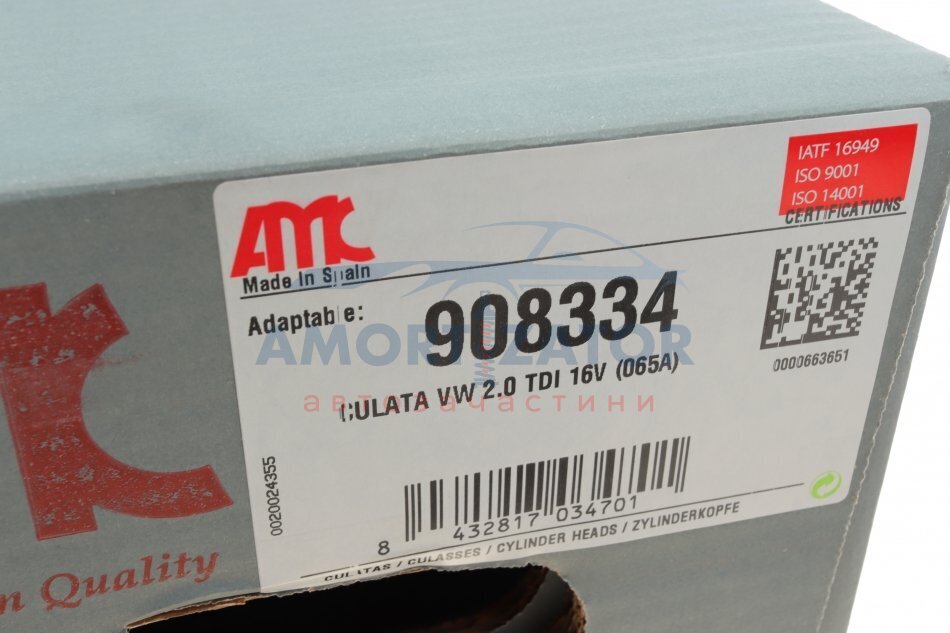 AMC
Made In Spain
IATF 16949
ISO 9001
ISO 14001
CERTIFICATIONS
Adaptable:
908334
AMORTIZATOR
автозапчастини
CULATA VW 2.0 TDI 16V (065A)
0000663651
0020024355
8 432817 034701
CULATAS / CULASSES / CYLINDER HEADS / ZYLINDERKOPFE
n Quality